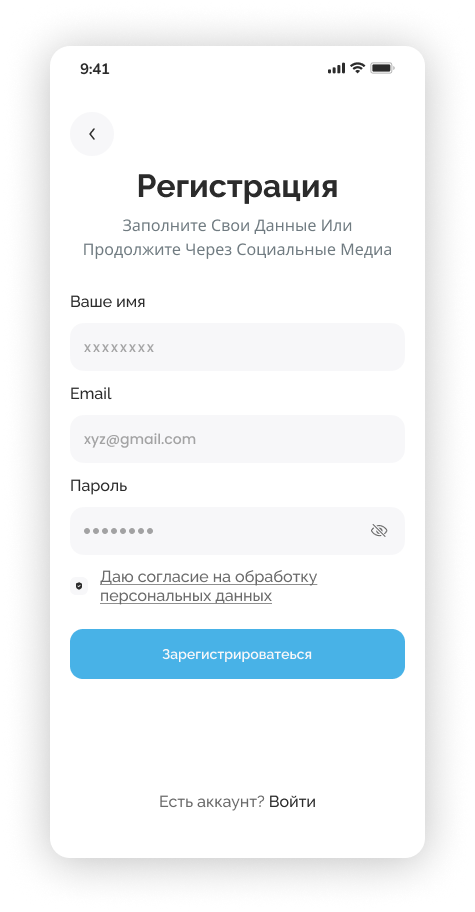 9:41
Регистрация
Заполните Свои Данные Или
Продолжите Через Социальные Медиа
Ваше имя
xxxxxxxx
Email
xyz@gmail.com
Пароль
••••••••
Даю согласие на обработку
персональных данных
Зарегистрироватеься
Есть аккаунт? Войти